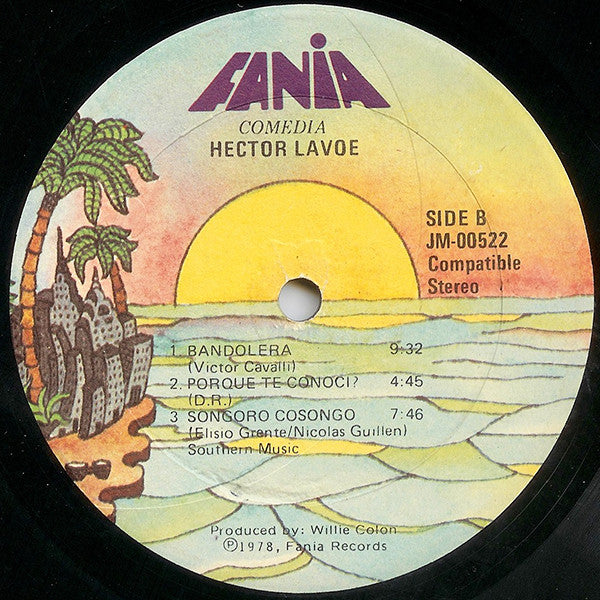 FANIA
COMEDIA
HECTOR LAVOE
SIDE B
JM-00522
Compatible
Stereo
1. BANDOLERA 9:32
(Victor Cavalli)
2. PORQUE TE CONOCI? 4:45
(D.R.)
3 SONGORO COSONGO 7:46
(Elisio Grente/Nicolas Guillen)
Southern Music
Produced by: Willie Colon
℗1978, Fania Records